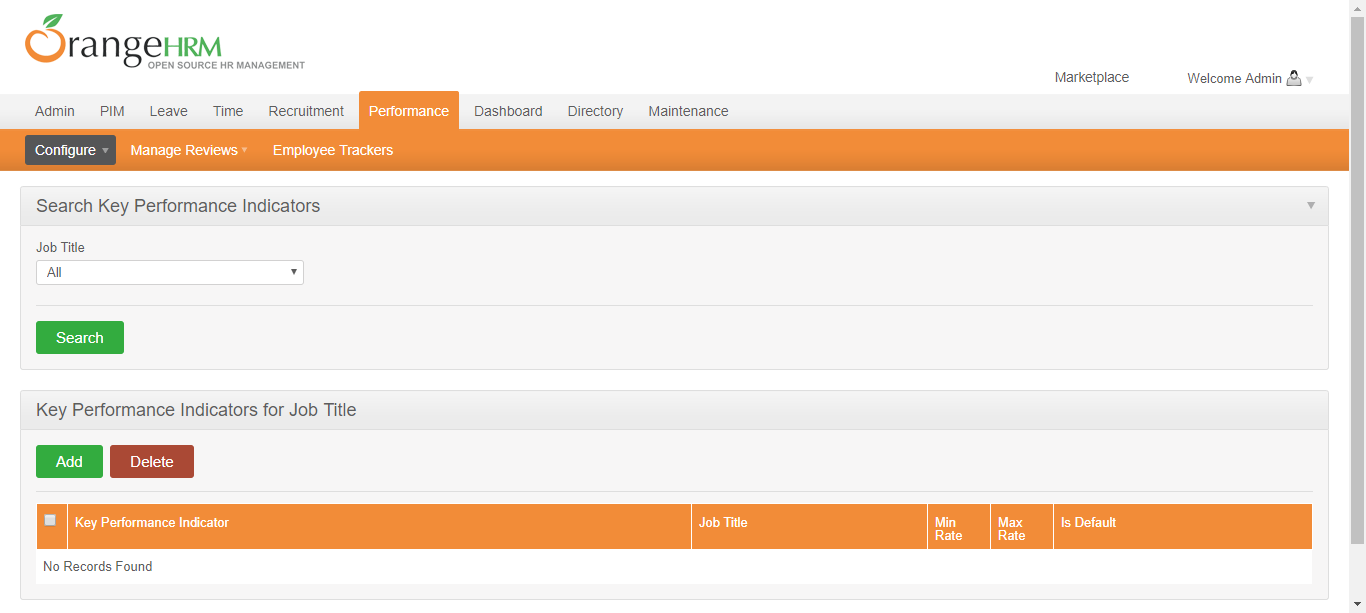 OrangeHRM
OPEN SOURCE HR MANAGEMENT
Marketplace Welcome Admin
Admin PIM Leave Time Recruitment Performance Dashboard Directory Maintenance
Configure Manage Reviews Employee Trackers
Search Key Performance Indicators
Job Title
All
Search
Key Performance Indicators for Job Title
Add Delete
Key Performance Indicator Job Title Min Rate Max Rate Is Default
No Records Found